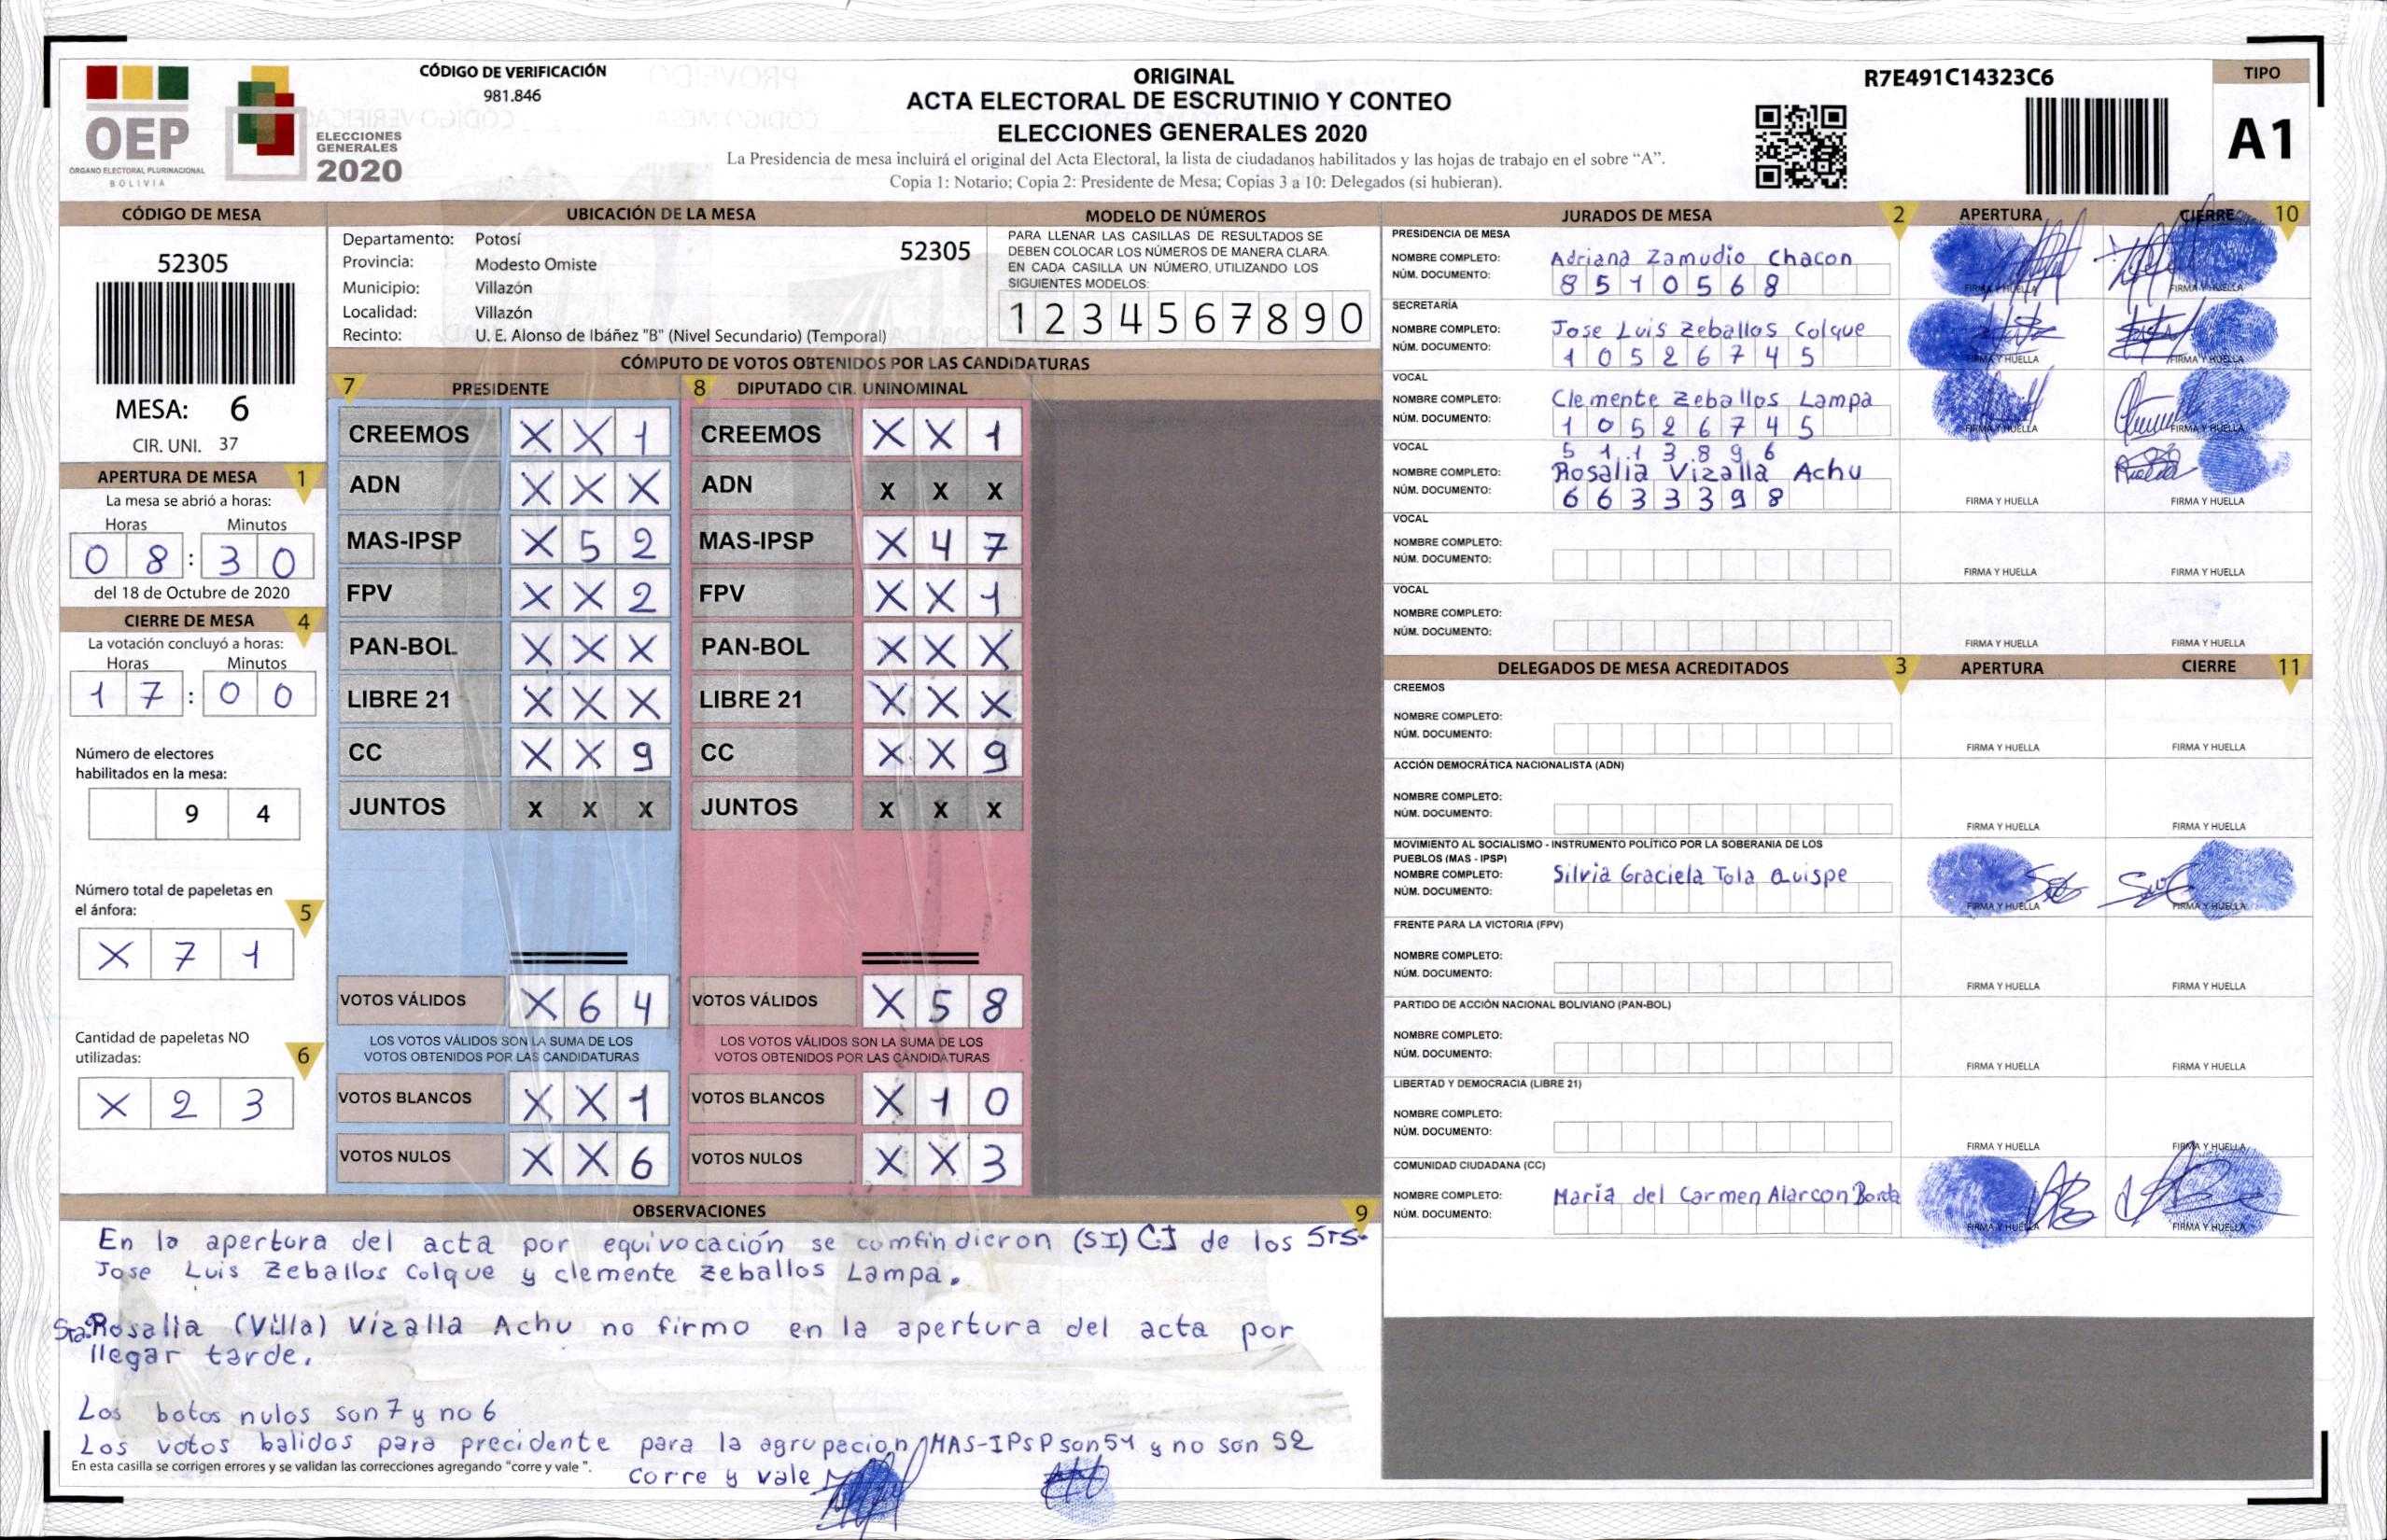 CÓDIGO DE VERIFICACIÓN
981.846
OEP
ÓRGANO ELECTORAL PLURINACIONAL
BOLIVIA
ELECCIONES
GENERALES
2020
ORIGINAL
ACTA ELECTORAL DE ESCRUTINIO Y CONTEO
ELECCIONES GENERALES 2020
La Presidencia de mesa incluirá el original del Acta Electoral, la lista de ciudadanos habilitados y las hojas de trabajo en el sobre “A”.
Copia 1: Notario; Copia 2: Presidente de Mesa; Copias 3 a 10: Delegados (si hubieran).
R7E491C14323C6
TIPO
A1
CÓDIGO DE MESA
52305
MESA: 6
CIR. UNI. 37
APERTURA DE MESA 1
La mesa se abrió a horas:
Horas Minutos
0 8 : 3 0
del 18 de Octubre de 2020
CIERRE DE MESA 4
La votación concluyó a horas:
Horas Minutos
1 7 : 0 0
Número de electores
habilitados en la mesa:
9 4
Número total de papeletas en
el ánfora: 5
X 7 1
Cantidad de papeletas NO
utilizadas: 6
X 2 3
UBICACIÓN DE LA MESA
Departamento: Potosí 52305
Provincia: Modesto Omiste
Municipio: Villazón
Localidad: Villazón
Recinto: U. E. Alonso de Ibáñez "B" (Nivel Secundario) (Temporal)
MODELO DE NÚMEROS
PARA LLENAR LAS CASILLAS DE RESULTADOS SE
DEBEN COLOCAR LOS NÚMEROS DE MANERA CLARA.
EN CADA CASILLA UN NÚMERO, UTILIZANDO LOS
SIGUIENTES MODELOS:
1 2 3 4 5 6 7 8 9 0
CÓMPUTO DE VOTOS OBTENIDOS POR LAS CANDIDATURAS
7 PRESIDENTE 8 DIPUTADO CIR. UNINOMINAL
CREEMOS X X 1 CREEMOS X X 1
ADN X X X ADN X X X
MAS-IPSP X 5 2 MAS-IPSP X 4 7
FPV X X 2 FPV X X 1
PAN-BOL X X X PAN-BOL X X X
LIBRE 21 X X X LIBRE 21 X X X
CC X X 9 CC X X 9
JUNTOS X X X JUNTOS X X X
VOTOS VÁLIDOS X 6 4 VOTOS VÁLIDOS X 5 8
LOS VOTOS VÁLIDOS SON LA SUMA DE LOS LOS VOTOS VÁLIDOS SON LA SUMA DE LOS
VOTOS OBTENIDOS POR LAS CANDIDATURAS VOTOS OBTENIDOS POR LAS CANDIDATURAS
VOTOS BLANCOS X X 1 VOTOS BLANCOS X 1 0
VOTOS NULOS X X 6 VOTOS NULOS X X 3
OBSERVACIONES 9
En la apertura del acta por equivocación se comfindieron (SI) CI de los Srs.
Jose Luis Zeballos Colque y clemente Zeballos Lampa.
Sta. Rosalia (Villa) Vizalla Achu no firmo en la apertura del acta por
llegar tarde.
Los botos nulos son 7 y no 6
Los votos balidos para precidente para la agrupacion MAS-IPsP son 51 y no son 52
En esta casilla se corrigen errores y se validan las correcciones agregando "corre y vale ".
corre y vale
JURADOS DE MESA 2 APERTURA CIERRE 10
PRESIDENCIA DE MESA
NOMBRE COMPLETO: Adriana Zamudio Chacon
NÚM. DOCUMENTO: 8 5 1 0 5 6 8
FIRMA Y HUELLA FIRMA Y HUELLA
SECRETARÍA
NOMBRE COMPLETO: Jose Luis Zeballos Colque
NÚM. DOCUMENTO: 1 0 5 2 6 7 4 5
FIRMA Y HUELLA FIRMA Y HUELLA
VOCAL
NOMBRE COMPLETO: Clemente Zeballos Lampa
NÚM. DOCUMENTO: 1 0 5 2 6 7 4 5
FIRMA Y HUELLA FIRMA Y HUELLA
VOCAL 5 1 1 3 8 9 6
NOMBRE COMPLETO: Rosalia Vizalla Achu
NÚM. DOCUMENTO: 6 6 3 3 3 9 8
FIRMA Y HUELLA FIRMA Y HUELLA
VOCAL
NOMBRE COMPLETO:
NÚM. DOCUMENTO:
FIRMA Y HUELLA FIRMA Y HUELLA
VOCAL
NOMBRE COMPLETO:
NÚM. DOCUMENTO:
FIRMA Y HUELLA FIRMA Y HUELLA
DELEGADOS DE MESA ACREDITADOS 3 APERTURA CIERRE 11
CREEMOS
NOMBRE COMPLETO:
NÚM. DOCUMENTO:
FIRMA Y HUELLA FIRMA Y HUELLA
ACCIÓN DEMOCRÁTICA NACIONALISTA (ADN)
NOMBRE COMPLETO:
NÚM. DOCUMENTO:
FIRMA Y HUELLA FIRMA Y HUELLA
MOVIMIENTO AL SOCIALISMO - INSTRUMENTO POLÍTICO POR LA SOBERANIA DE LOS
PUEBLOS (MAS - IPSP)
NOMBRE COMPLETO: Silvia Graciela Tola Quispe
NÚM. DOCUMENTO:
FIRMA Y HUELLA FIRMA Y HUELLA
FRENTE PARA LA VICTORIA (FPV)
NOMBRE COMPLETO:
NÚM. DOCUMENTO:
FIRMA Y HUELLA FIRMA Y HUELLA
PARTIDO DE ACCIÓN NACIONAL BOLIVIANO (PAN-BOL)
NOMBRE COMPLETO:
NÚM. DOCUMENTO:
FIRMA Y HUELLA FIRMA Y HUELLA
LIBERTAD Y DEMOCRACIA (LIBRE 21)
NOMBRE COMPLETO:
NÚM. DOCUMENTO:
FIRMA Y HUELLA FIRMA Y HUELLA
COMUNIDAD CIUDADANA (CC)
NOMBRE COMPLETO: Maria del Carmen Alarcon Borda
NÚM. DOCUMENTO:
FIRMA Y HUELLA FIRMA Y HUELLA